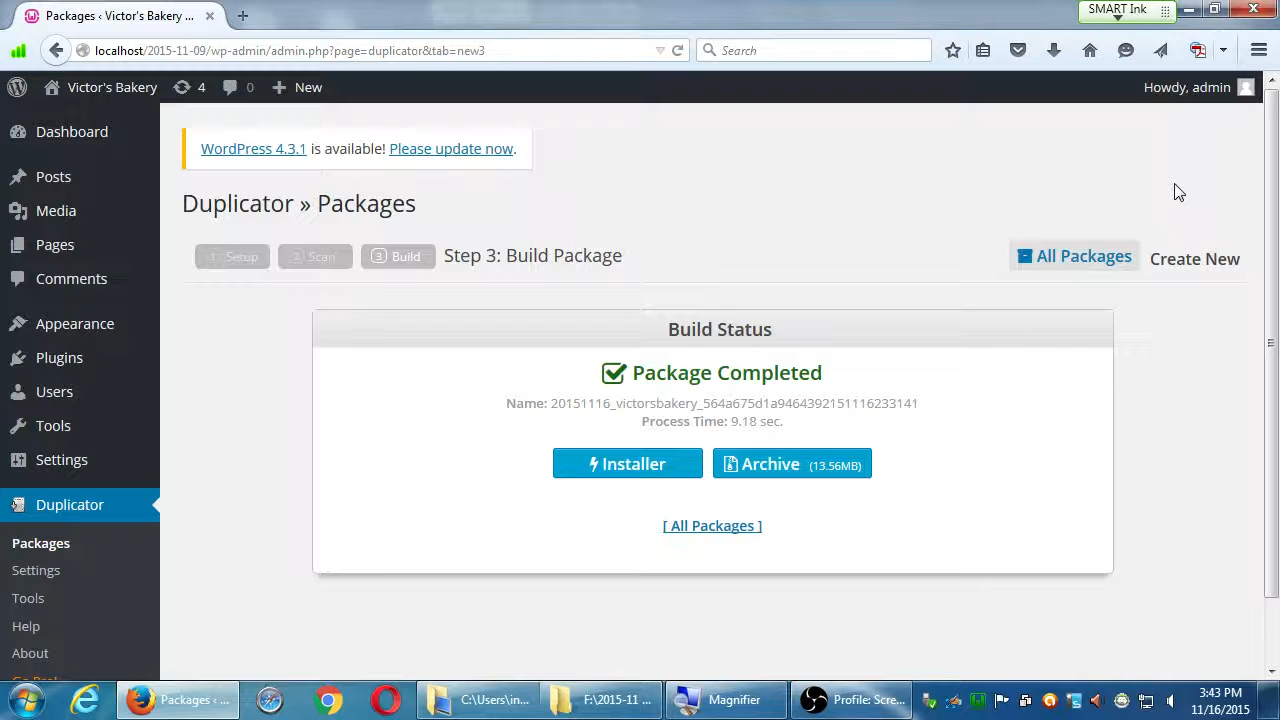 Packages ‹ Victor's Bakery ...
SMART Ink
localhost/2015-11-09/wp-admin/admin.php?page=duplicator&tab=new3
Search
Victor's Bakery
4
0
New
Howdy, admin
Dashboard
Posts
Media
Pages
Comments
Appearance
Plugins
Users
Tools
Settings
Duplicator
Packages
Settings
Tools
Help
About
WordPress 4.3.1 is available! Please update now.
Duplicator » Packages
1 Setup
2 Scan
3 Build
Step 3: Build Package
All Packages
Create New
Build Status
Package Completed
Name: 20151116_victorsbakery_564a675d1a9464392151116233141
Process Time: 9.18 sec.
Installer
Archive (13.56MB)
[ All Packages ]
Packages ‹ ...
C:\Users\in...
F:\2015-11 ...
Magnifier
Profile: Scre...
3:43 PM
11/16/2015